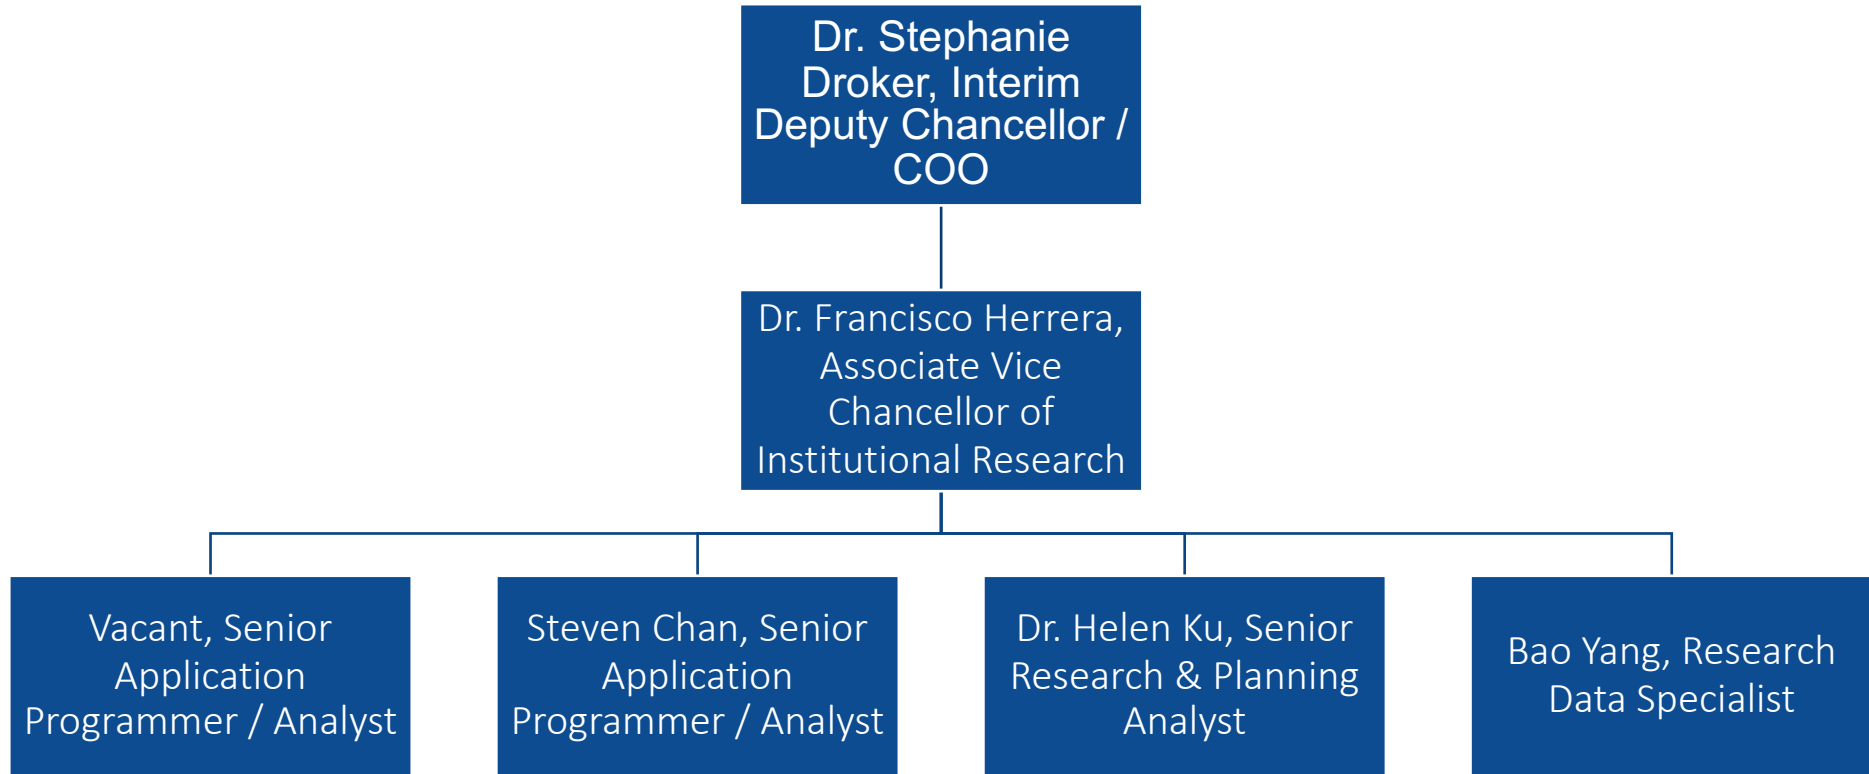 Dr. Stephanie
Droker, Interim
Deputy Chancellor /
COO
Dr. Francisco Herrera,
Associate Vice
Chancellor of
Institutional Research
Vacant, Senior
Application
Programmer / Analyst
Steven Chan, Senior
Application
Programmer / Analyst
Dr. Helen Ku, Senior
Research & Planning
Analyst
Bao Yang, Research
Data Specialist